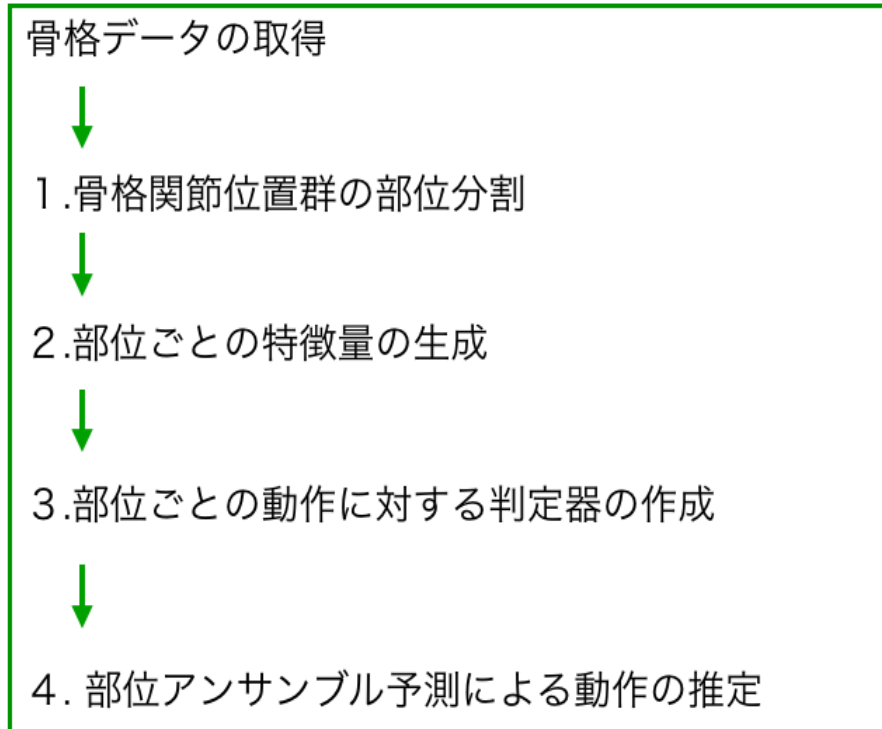 骨格データの取得
１.骨格関節位置群の部位分割
２.部位ごとの特徴量の生成
３.部位ごとの動作に対する判定器の作成
４. 部位アンサンブル予測による動作の推定